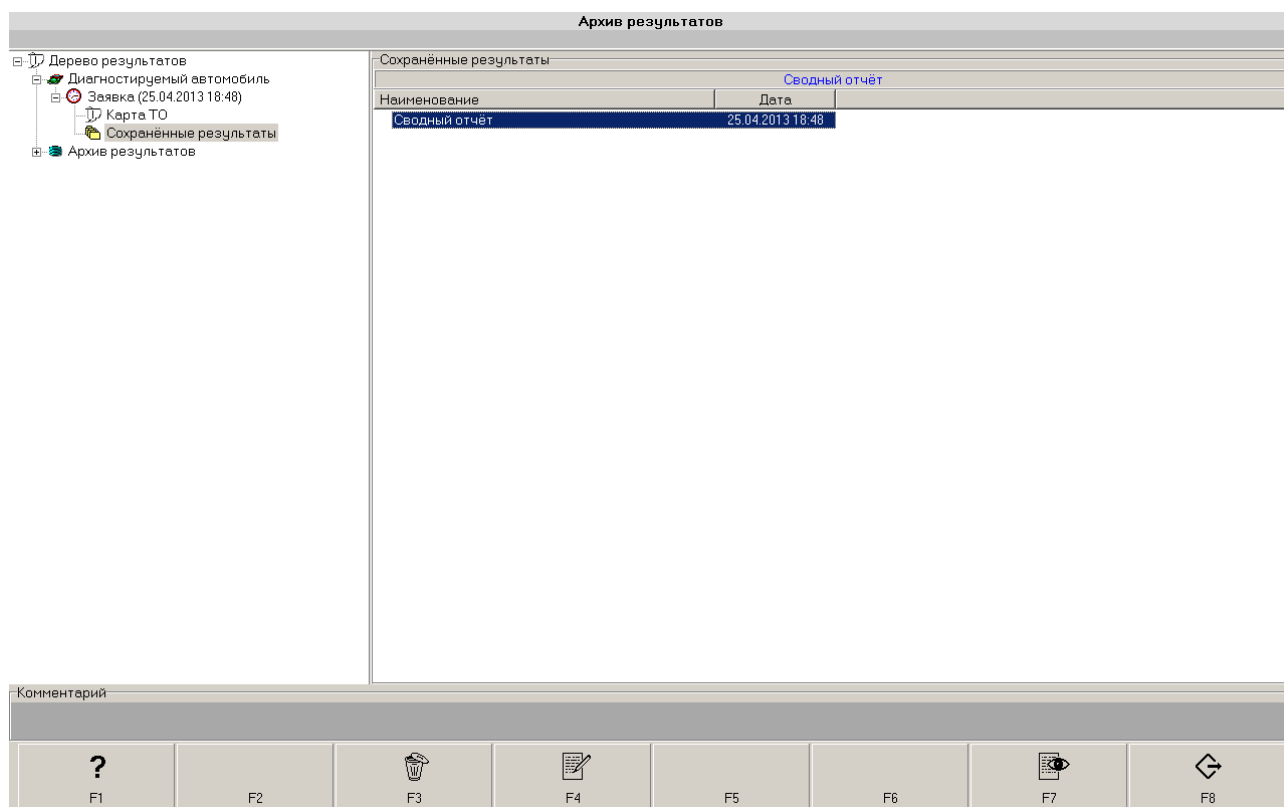 Архив результатов
Дерево результатов
Диагностируемый автомобиль
Заявка (25.04.2013 18:48)
Карта ТО
Сохранённые результаты
Архив результатов
Сохранённые результаты
Сводный отчёт
Наименование Дата
Сводный отчёт 25.04.2013 18:48
Комментарий
?
F1 F2 F3 F4 F5 F6 F7 F8